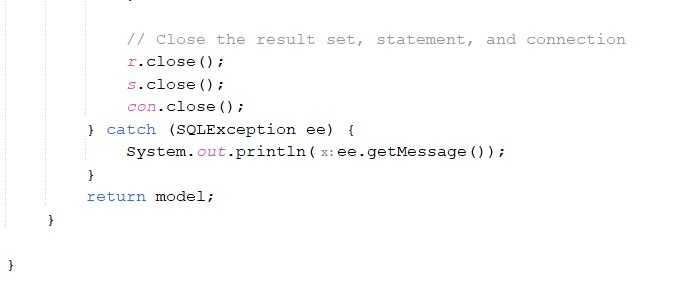 // Close the result set, statement, and connection
r.close();
s.close();
con.close();
} catch (SQLException ee) {
System.out.println( x: ee.getMessage());
}
return model;
}
}